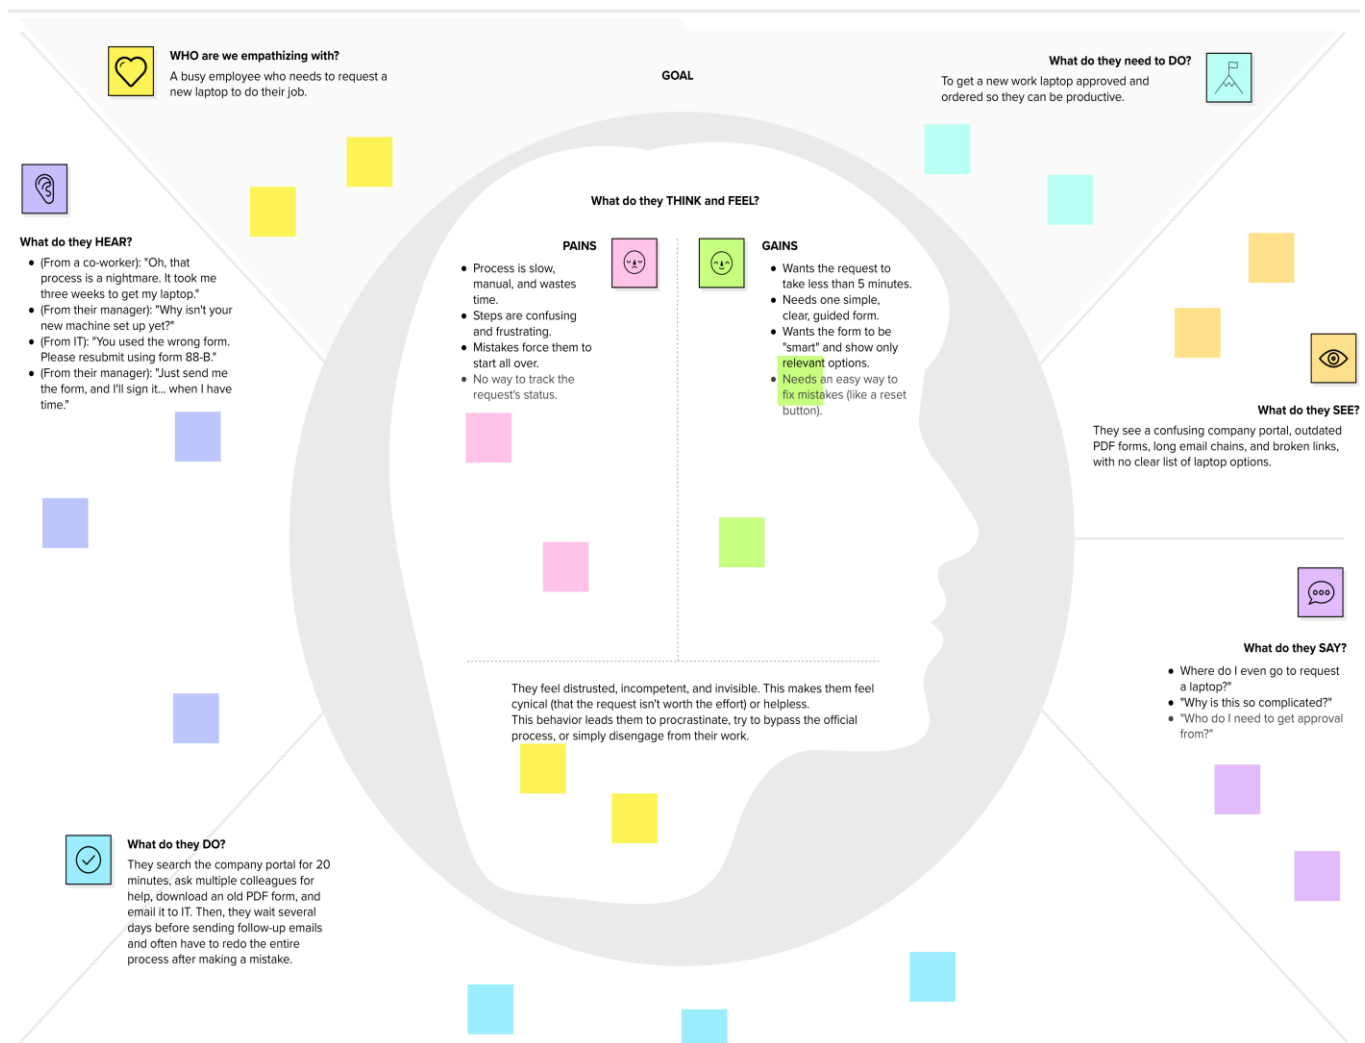 WHO are we empathizing with?
A busy employee who needs to request a
new laptop to do their job.
GOAL
What do they need to DO?
To get a new work laptop approved and
ordered so they can be productive.
What do they HEAR?
(From a co-worker): "Oh, that
process is a nightmare. It took me
three weeks to get my laptop."
(From their manager): "Why isn't your
new machine set up yet?"
(From IT): "You used the wrong form.
Please resubmit using form 88-B."
(From their manager): "Just send me
the form, and I'll sign it... when I have
time."
What do they THINK and FEEL?
PAINS
Process is slow,
manual, and wastes
time.
Steps are confusing
and frustrating.
Mistakes force them to
start all over.
No way to track the
request's status.
GAINS
Wants the request to
take less than 5 minutes.
Needs one simple,
clear, guided form.
Wants the form to be
"smart" and show only
relevant options.
Needs an easy way to
fix mistakes (like a reset
button).
What do they SEE?
They see a confusing company portal, outdated
PDF forms, long email chains, and broken links,
with no clear list of laptop options.
What do they SAY?
Where do I even go to request
a laptop?"
"Why is this so complicated?"
"Who do I need to get approval
from?"
They feel distrusted, incompetent, and invisible. This makes them feel
cynical (that the request isn't worth the effort) or helpless.
This behavior leads them to procrastinate, try to bypass the official
process, or simply disengage from their work.
What do they DO?
They search the company portal for 20
minutes, ask multiple colleagues for
help, download an old PDF form, and
email it to IT. Then, they wait several
days before sending follow-up emails
and often have to redo the entire
process after making a mistake.